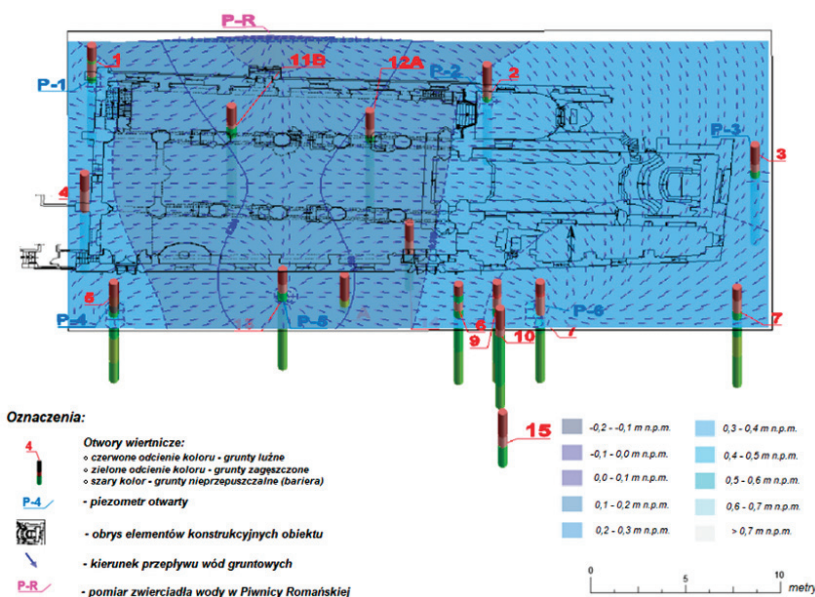 P-R
11B
12A
1
P-1
P-2
2
P-3
3
4
5
P-4
P-5
6
9
10
P-6
7
7
15
Oznaczenia:
4
Otwory wiertnicze:
czerwone odcienie koloru - grunty luźne
zielone odcienie koloru - grunty zagęszczone
szary kolor - grunty nieprzepuszczalne (bariera)
P-4 - piezometr otwarty
- obrys elementów konstrukcyjnych obiektu
- kierunek przepływu wód gruntowych
P-R - pomiar zwierciadła wody w Piwnicy Romańskiej
-0,2 - -0,1 m n.p.m.
-0,1 - 0,0 m n.p.m.
0,0 - 0,1 m n.p.m.
0,1 - 0,2 m n.p.m.
0,2 - 0,3 m n.p.m.
0,3 - 0,4 m n.p.m.
0,4 - 0,5 m n.p.m.
0,5 - 0,6 m n.p.m.
0,6 - 0,7 m n.p.m.
> 0,7 m n.p.m.
0 5 10
metry